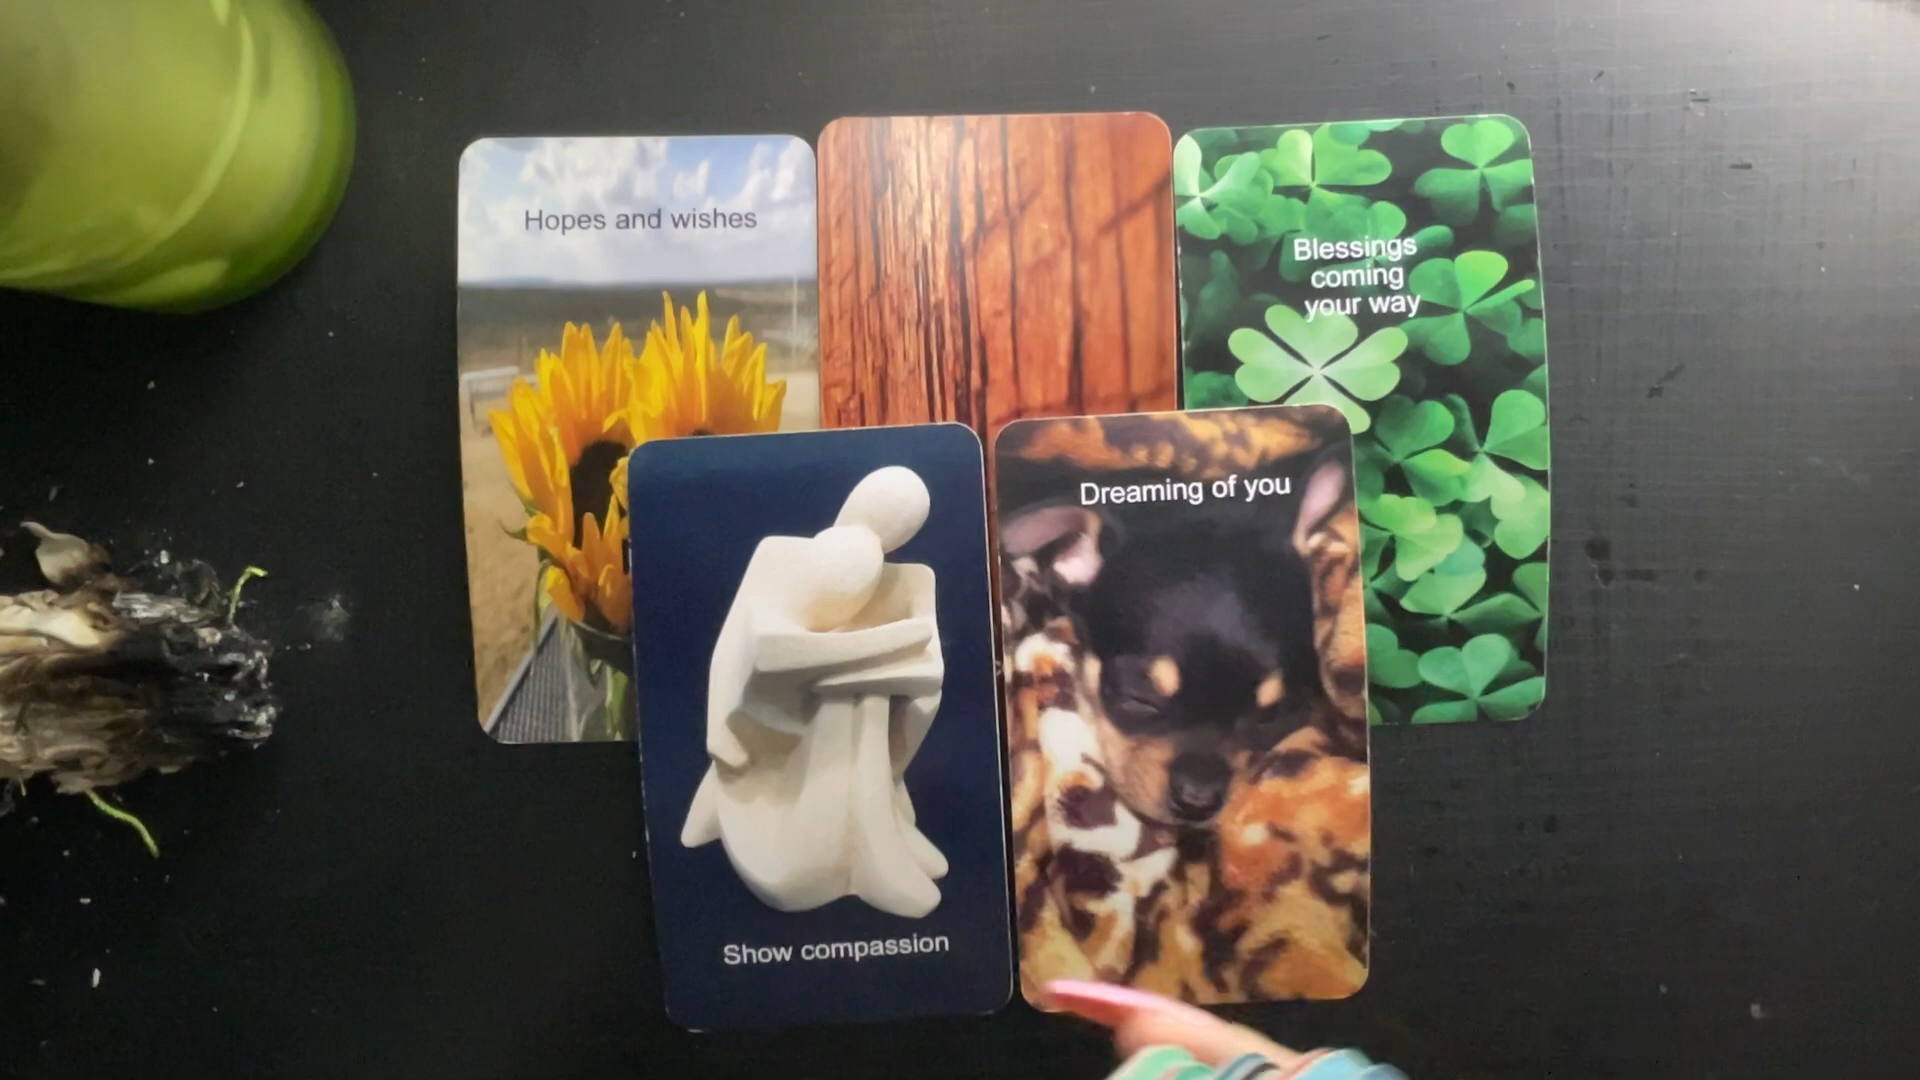 Hopes and wishes
Blessings
coming
your way
Dreaming of you
Show compassion